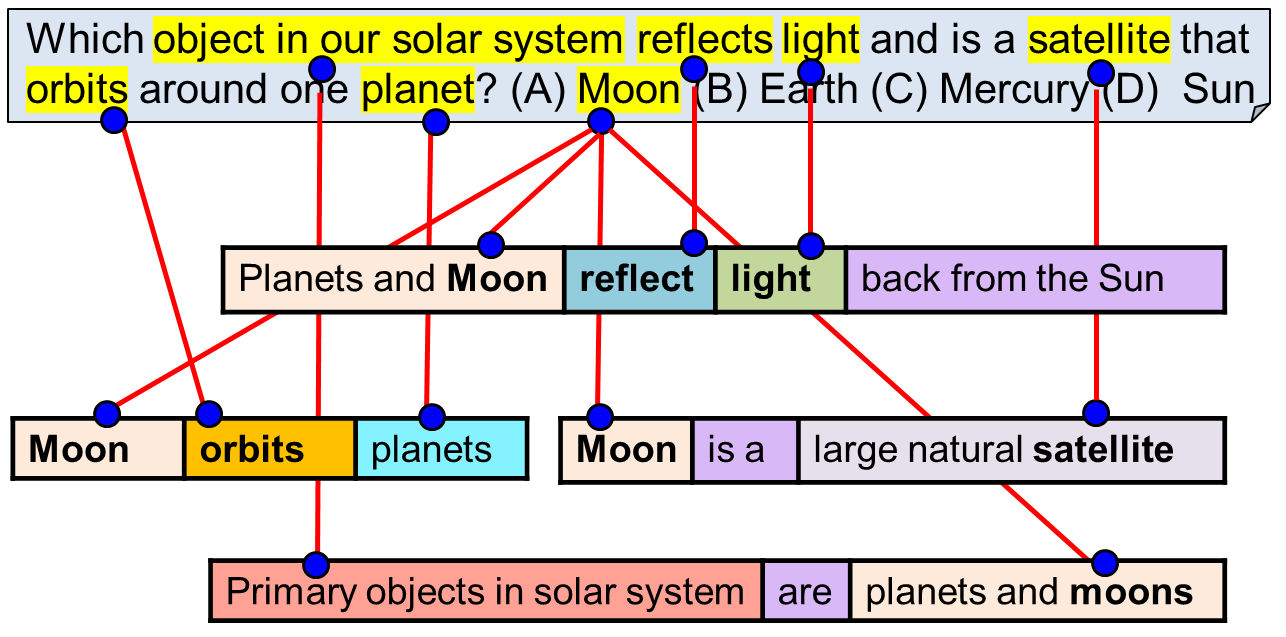 Which object in our solar system reflects light and is a satellite that
orbits around one planet? (A) Moon (B) Earth (C) Mercury (D) Sun
Planets and Moon reflect light back from the Sun
Moon orbits planets
Moon is a large natural satellite
Primary objects in solar system are planets and moons